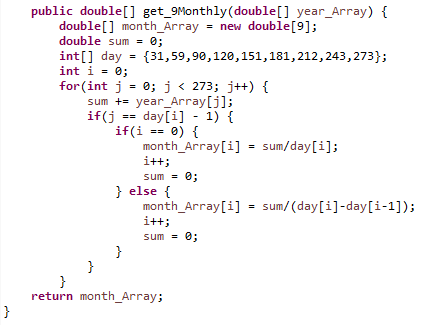 public double[] get_9Monthly(double[] year_Array) {
double[] month_Array = new double[9];
double sum = 0;
int[] day = {31,59,90,120,151,181,212,243,273};
int i = 0;
for(int j = 0; j < 273; j++) {
sum += year_Array[j];
if(j == day[i] - 1) {
if(i == 0) {
month_Array[i] = sum/day[i];
i++;
sum = 0;
} else {
month_Array[i] = sum/(day[i]-day[i-1]);
i++;
sum = 0;
}
}
}
return month_Array;
}